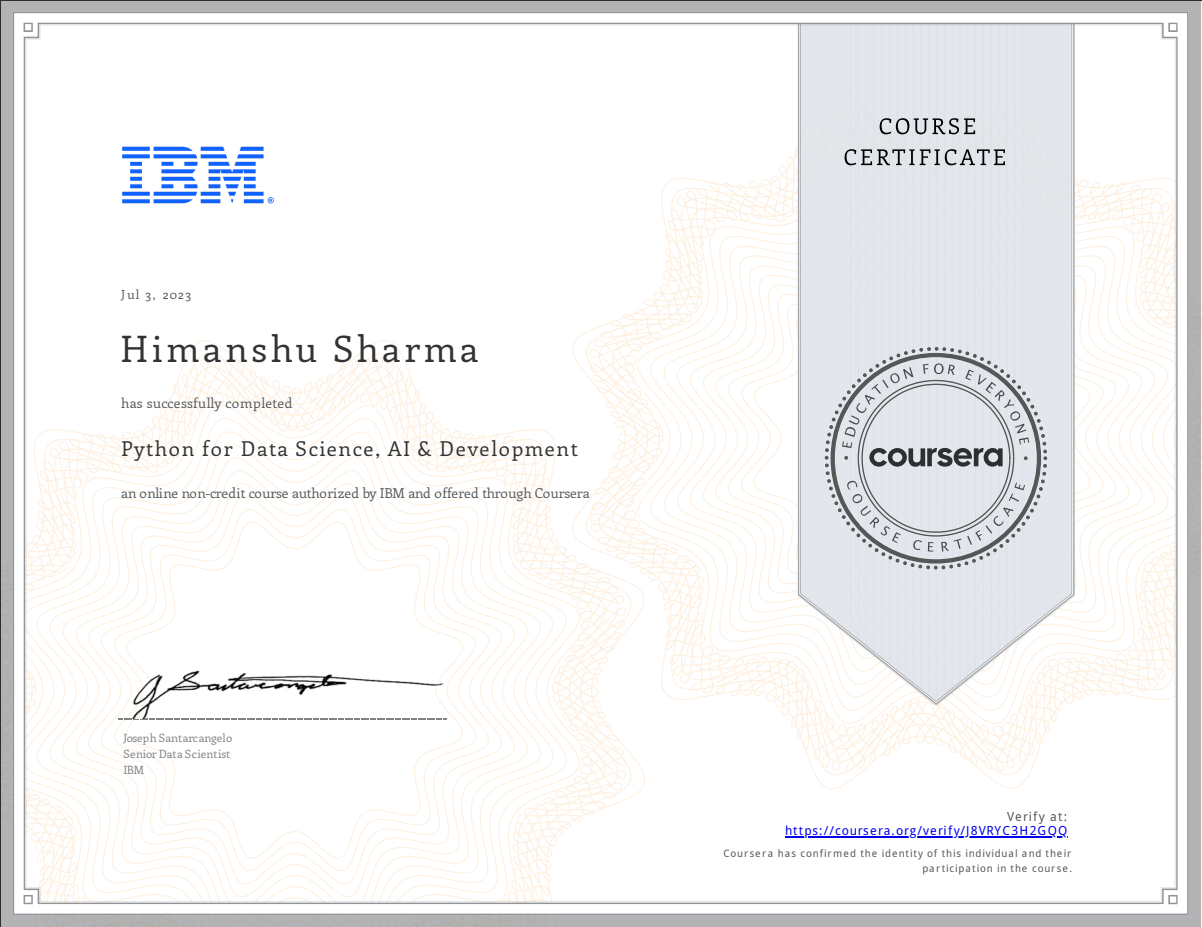 COURSE
CERTIFICATE
IBM®
Jul 3, 2023
Himanshu Sharma
has successfully completed
Python for Data Science, AI & Development
an online non-credit course authorized by IBM and offered through Coursera
EDUCATION FOR EVERYONE
coursera
COURSE CERTIFICATE
J Santarcangelo
Joseph Santarcangelo
Senior Data Scientist
IBM
Verify at:
https://coursera.org/verify/J8VRYC3H2GQQ
Coursera has confirmed the identity of this individual and their
participation in the course.